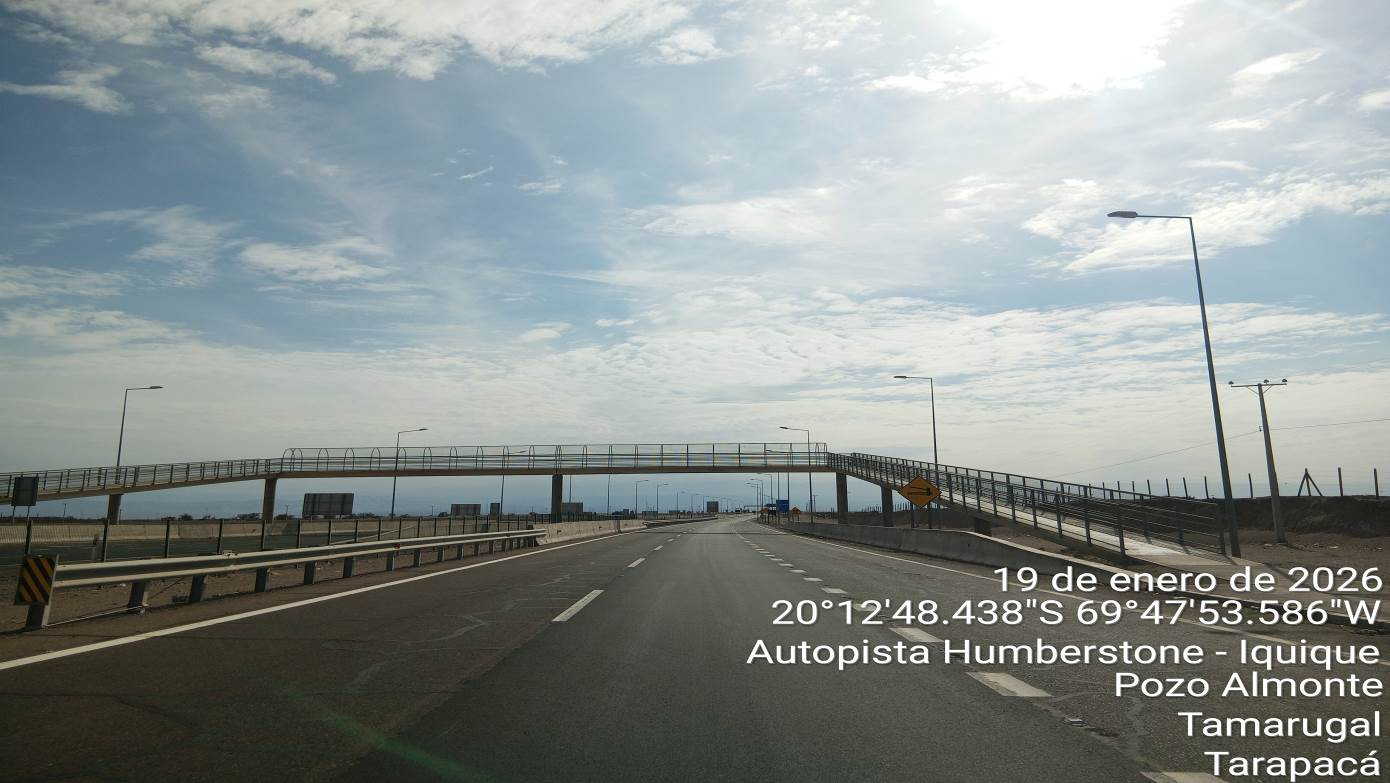 19 de enero de 2026
20°12'48.438"S 69°47'53.586"W
Autopista Humberstone - Iquique
Pozo Almonte
Tamarugal
Tarapacá